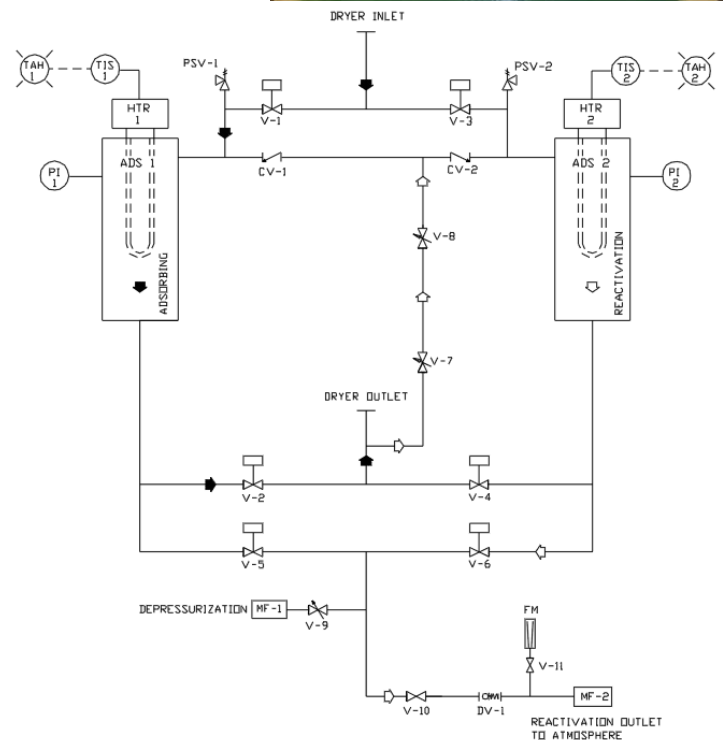 DRYER INLET
TAH
1
TIS
1
PSV-1
PSV-2
TIS
2
TAH
2
HTR
1
V-1
V-3
HTR
2
ADS 1
CV-1
CV-2
ADS 2
PI
1
PI
2
V-8
ADSORBING
REACTIVATION
V-7
DRYER OUTLET
V-2
V-4
V-5
V-6
DEPRESSURIZATION
MF-1
V-9
FM
V-11
V-10
DV-1
MF-2
REACTIVATION OUTLET
TO ATMOSPHERE